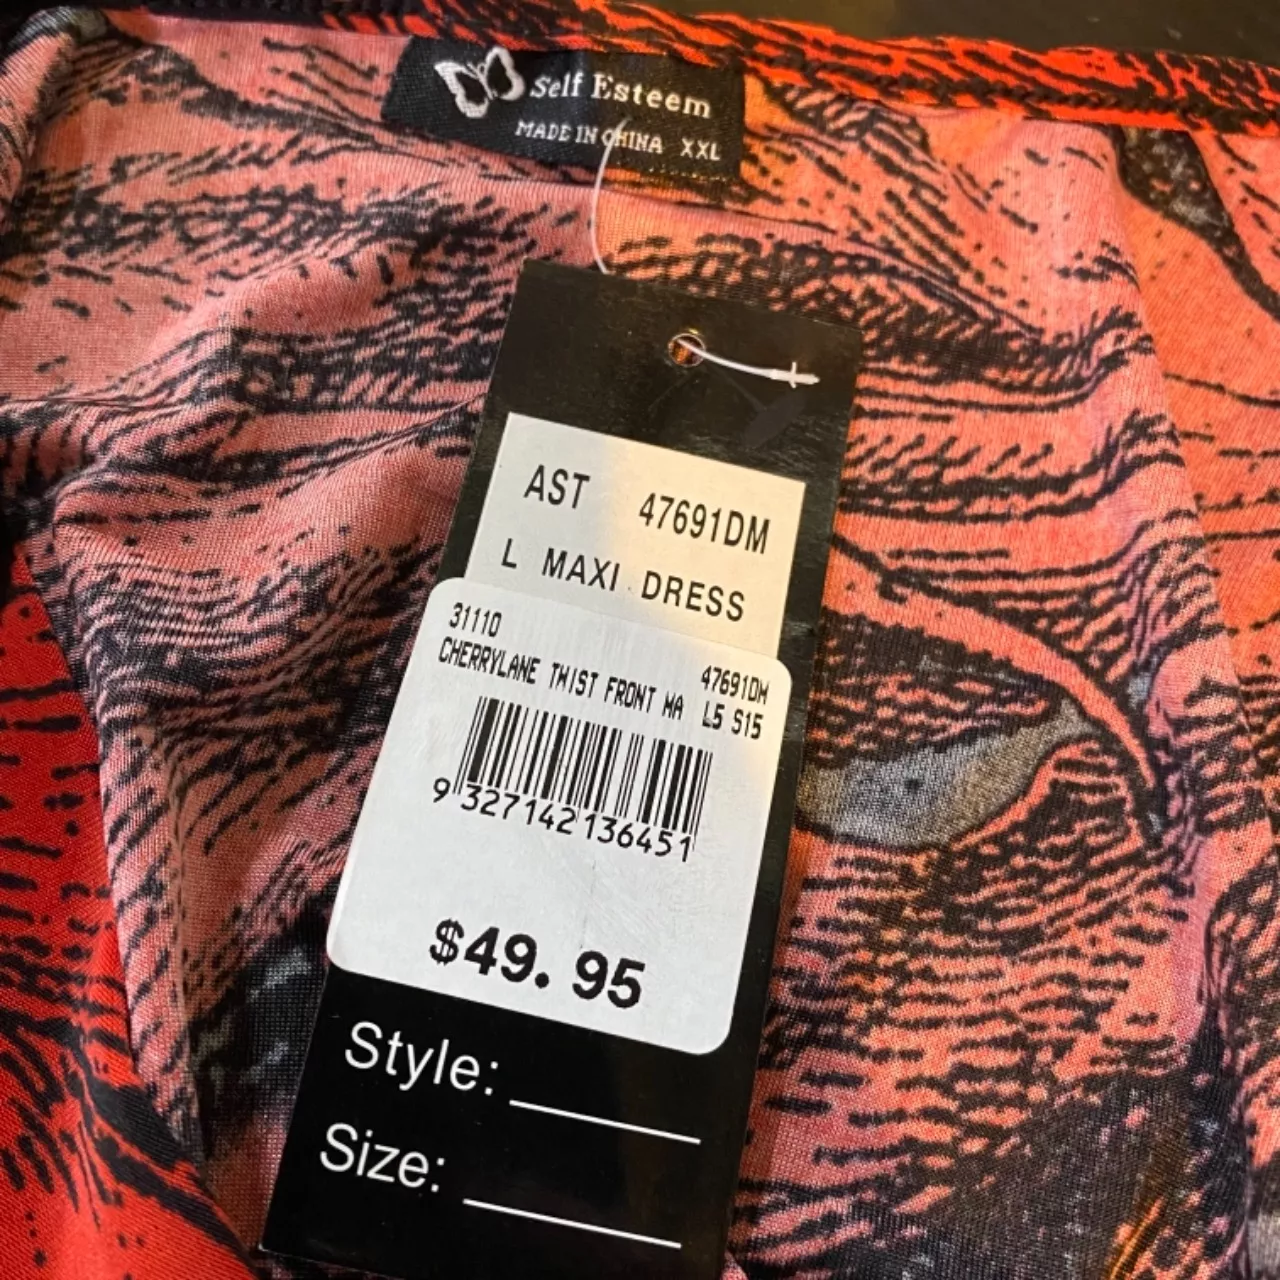 Self Esteem
MADE IN CHINA XXL
AST 47691DM
L MAXI DRESS
31110
CHERRYLANE TWIST FRONT MA 47691DM
L5 S15
9 327142 136451
$49.95
Style:
Size: